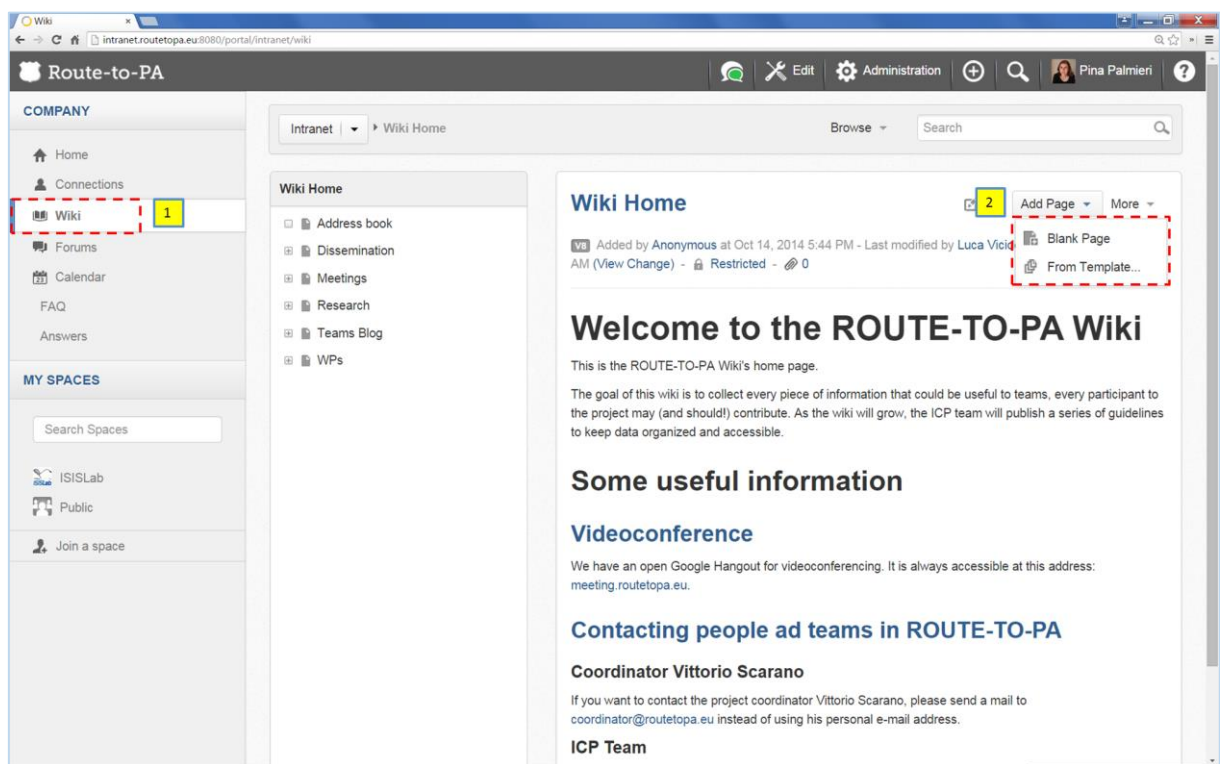 Wiki
intranet.routetopa.eu:8080/portal/intranet/wiki
Route-to-PA
Edit
Administration
Pina Palmieri
?
COMPANY
Home
Connections
Wiki
1
Forums
Calendar
FAQ
Answers
MY SPACES
Search Spaces
ISISLab
Public
Join a space
Intranet
Wiki Home
Browse
Search
Wiki Home
Address book
Dissemination
Meetings
Research
Teams Blog
WPs
Wiki Home
2
Add Page
More
Blank Page
From Template...
V8 Added by Anonymous at Oct 14, 2014 5:44 PM - Last modified by Luca
AM (View Change) - Restricted - 0
Welcome to the ROUTE-TO-PA Wiki
This is the ROUTE-TO-PA Wiki's home page.
The goal of this wiki is to collect every piece of information that could be useful to teams, every participant to
the project may (and should!) contribute. As the wiki will grow, the ICP team will publish a series of guidelines
to keep data organized and accessible.
Some useful information
Videoconference
We have an open Google Hangout for videoconferencing. It is always accessible at this address:
meeting.routetopa.eu.
Contacting people ad teams in ROUTE-TO-PA
Coordinator Vittorio Scarano
If you want to contact the project coordinator Vittorio Scarano, please send a mail to
coordinator@routetopa.eu instead of using his personal e-mail address.
ICP Team